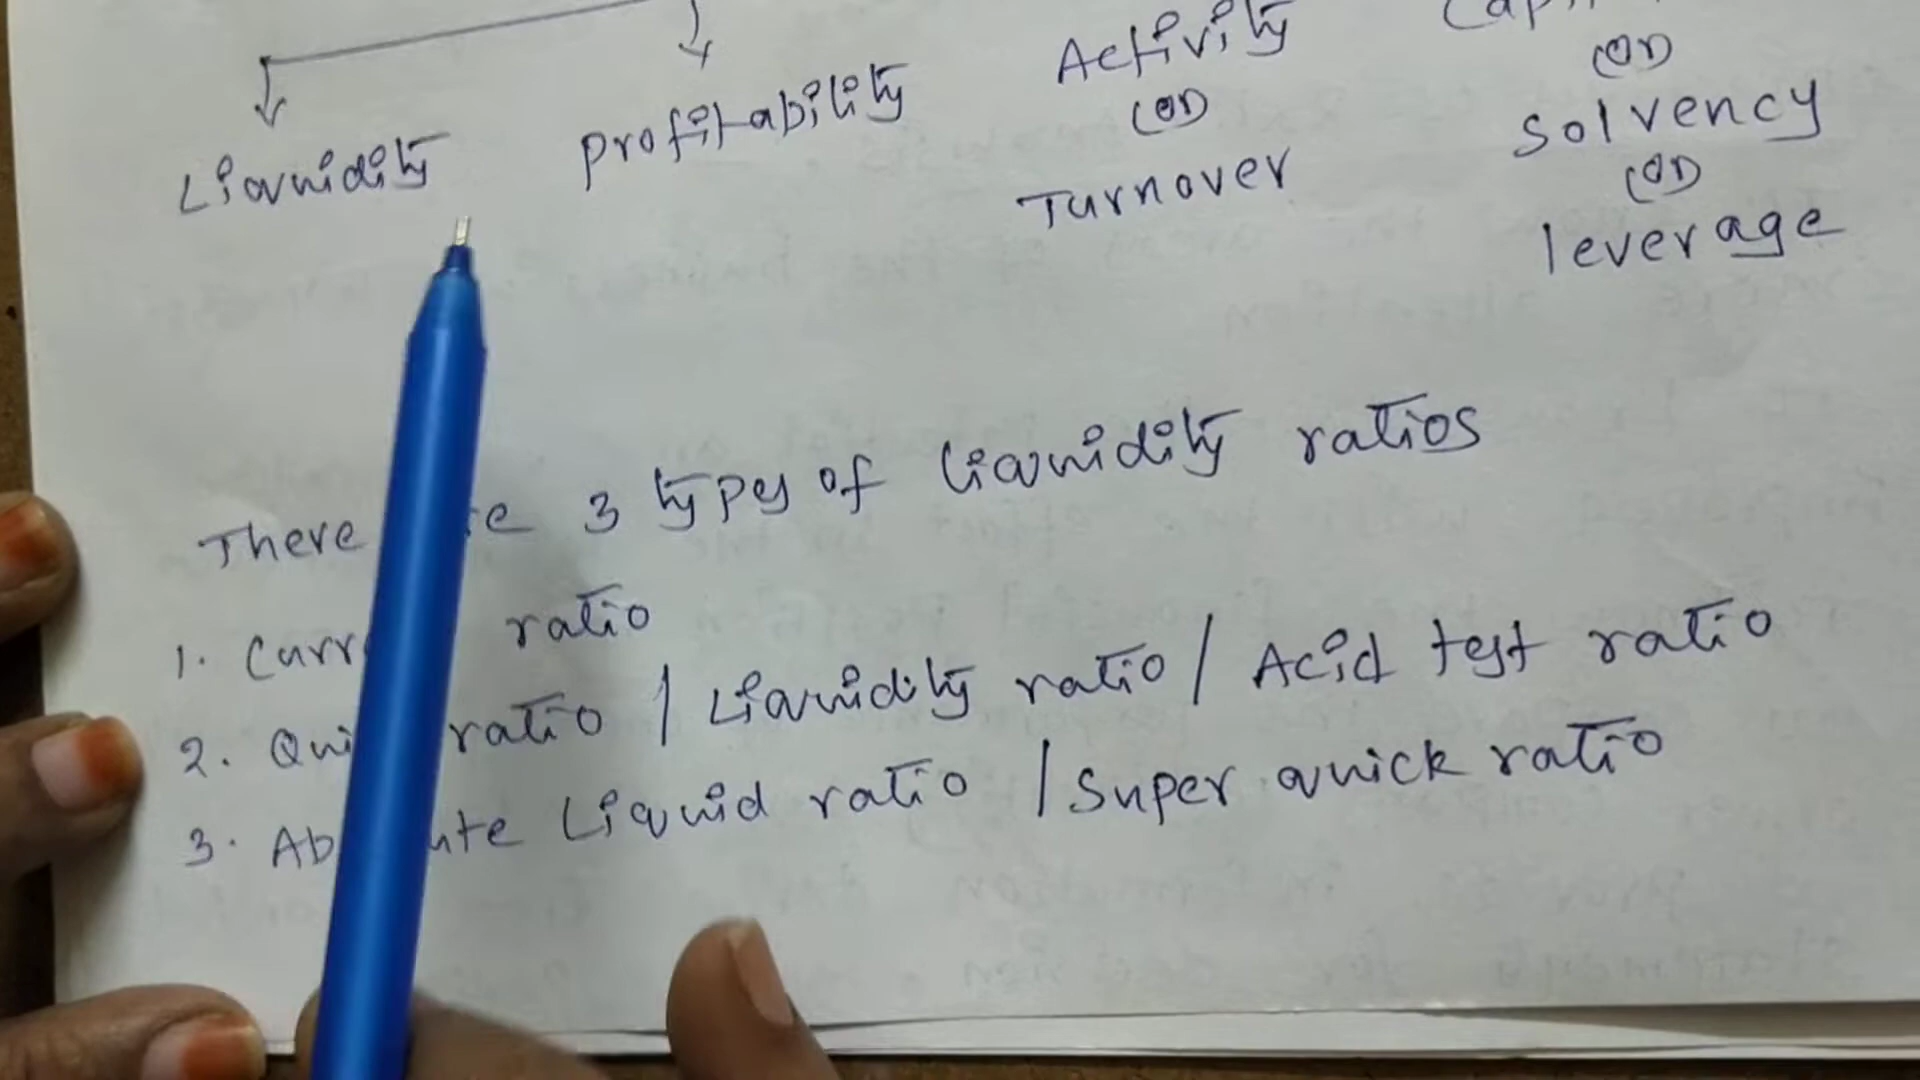 Liquidity profitability Activity
(OR) (OR)
Turnover Solvency
(OR)
leverage
There 3 types of liquidity ratios
1. ratio
2. ratio / Liquidity ratio / Acid test ratio
3. Liquid ratio / Super quick ratio